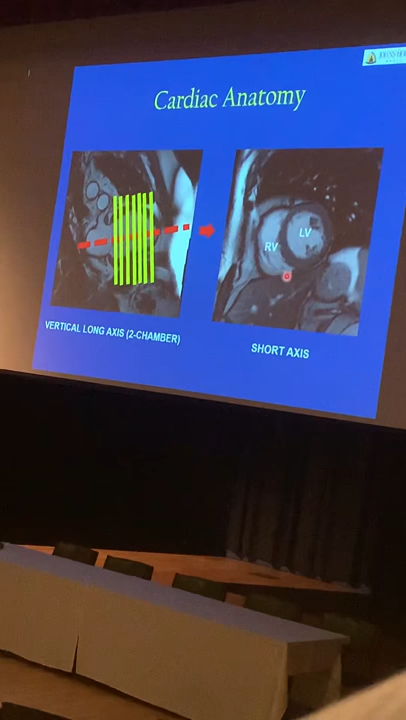 Cardiac Anatomy
RV
LV
VERTICAL LONG AXIS (2-CHAMBER)
SHORT AXIS